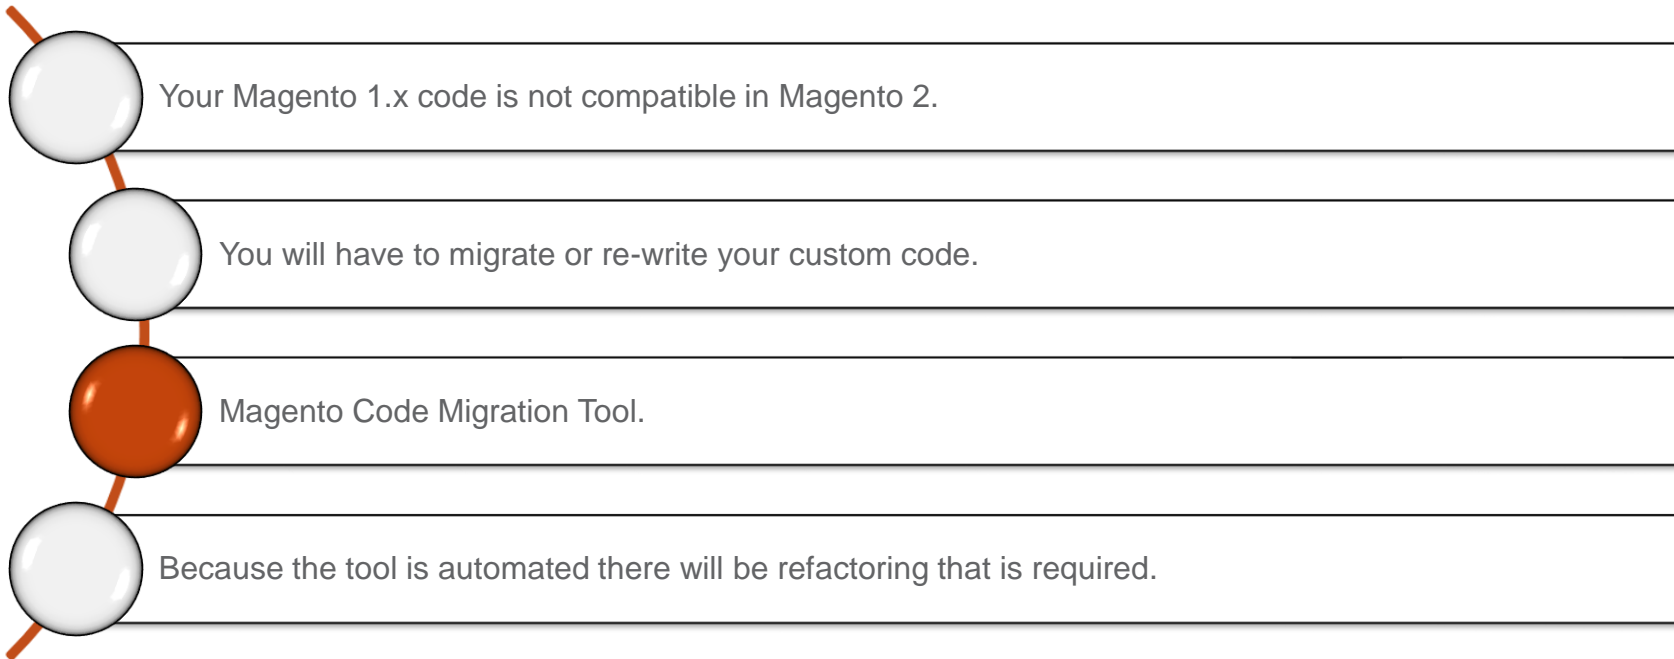 Your Magento 1.x code is not compatible in Magento 2.
You will have to migrate or re-write your custom code.
Magento Code Migration Tool.
Because the tool is automated there will be refactoring that is required.